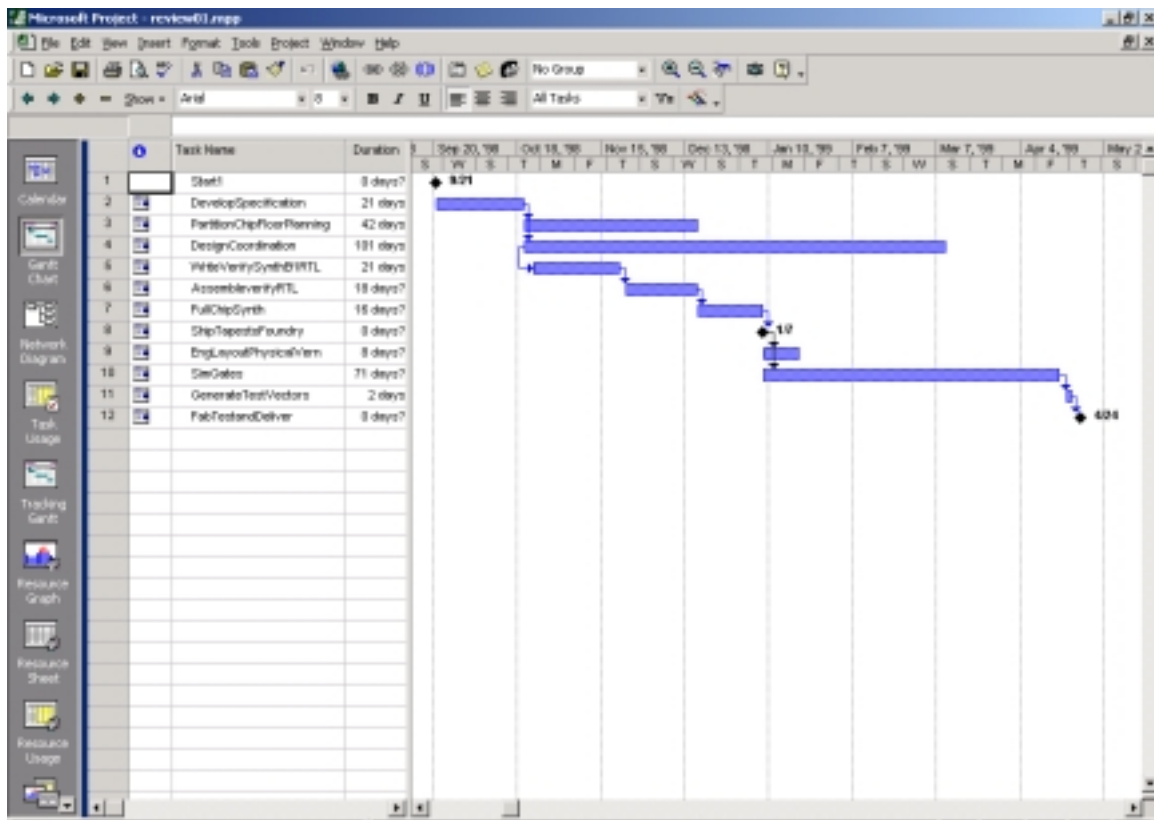 Microsoft Project - review01.mpp
File Edit View Insert Format Tools Project Window Help
No Group
Show Arial 8 B I U All Tasks
Task Name Duration Sep 20, '98 Oct 18, '98 Nov 15, '98 Dec 13, '98 Jan 10, '99 Feb 7, '99 Mar 7, '99 Apr 4, '99 May 2
S W S T M F T S W S T M F T S W S T M F T S
1 Start1 0 days? 9/21
2 DevelopSpecification 21 days
3 PartitionChipFloorPlanning 42 days
4 DesignCoordination 101 days
5 21 days
6 AssembleverifyRTL 18 days?
7 FullChipSynth 16 days?
8 ShipTapestoFoundry 0 days? 1/2
9 8 days?
10 SimGates 71 days?
11 GenerateTestVectors 2 days
12 FabTestandDeliver 0 days? 4/24
Calendar
Gantt
Chart
Network
Diagram
Task
Usage
Tracking
Gantt
Resource
Graph
Resource
Sheet
Resource
Usage